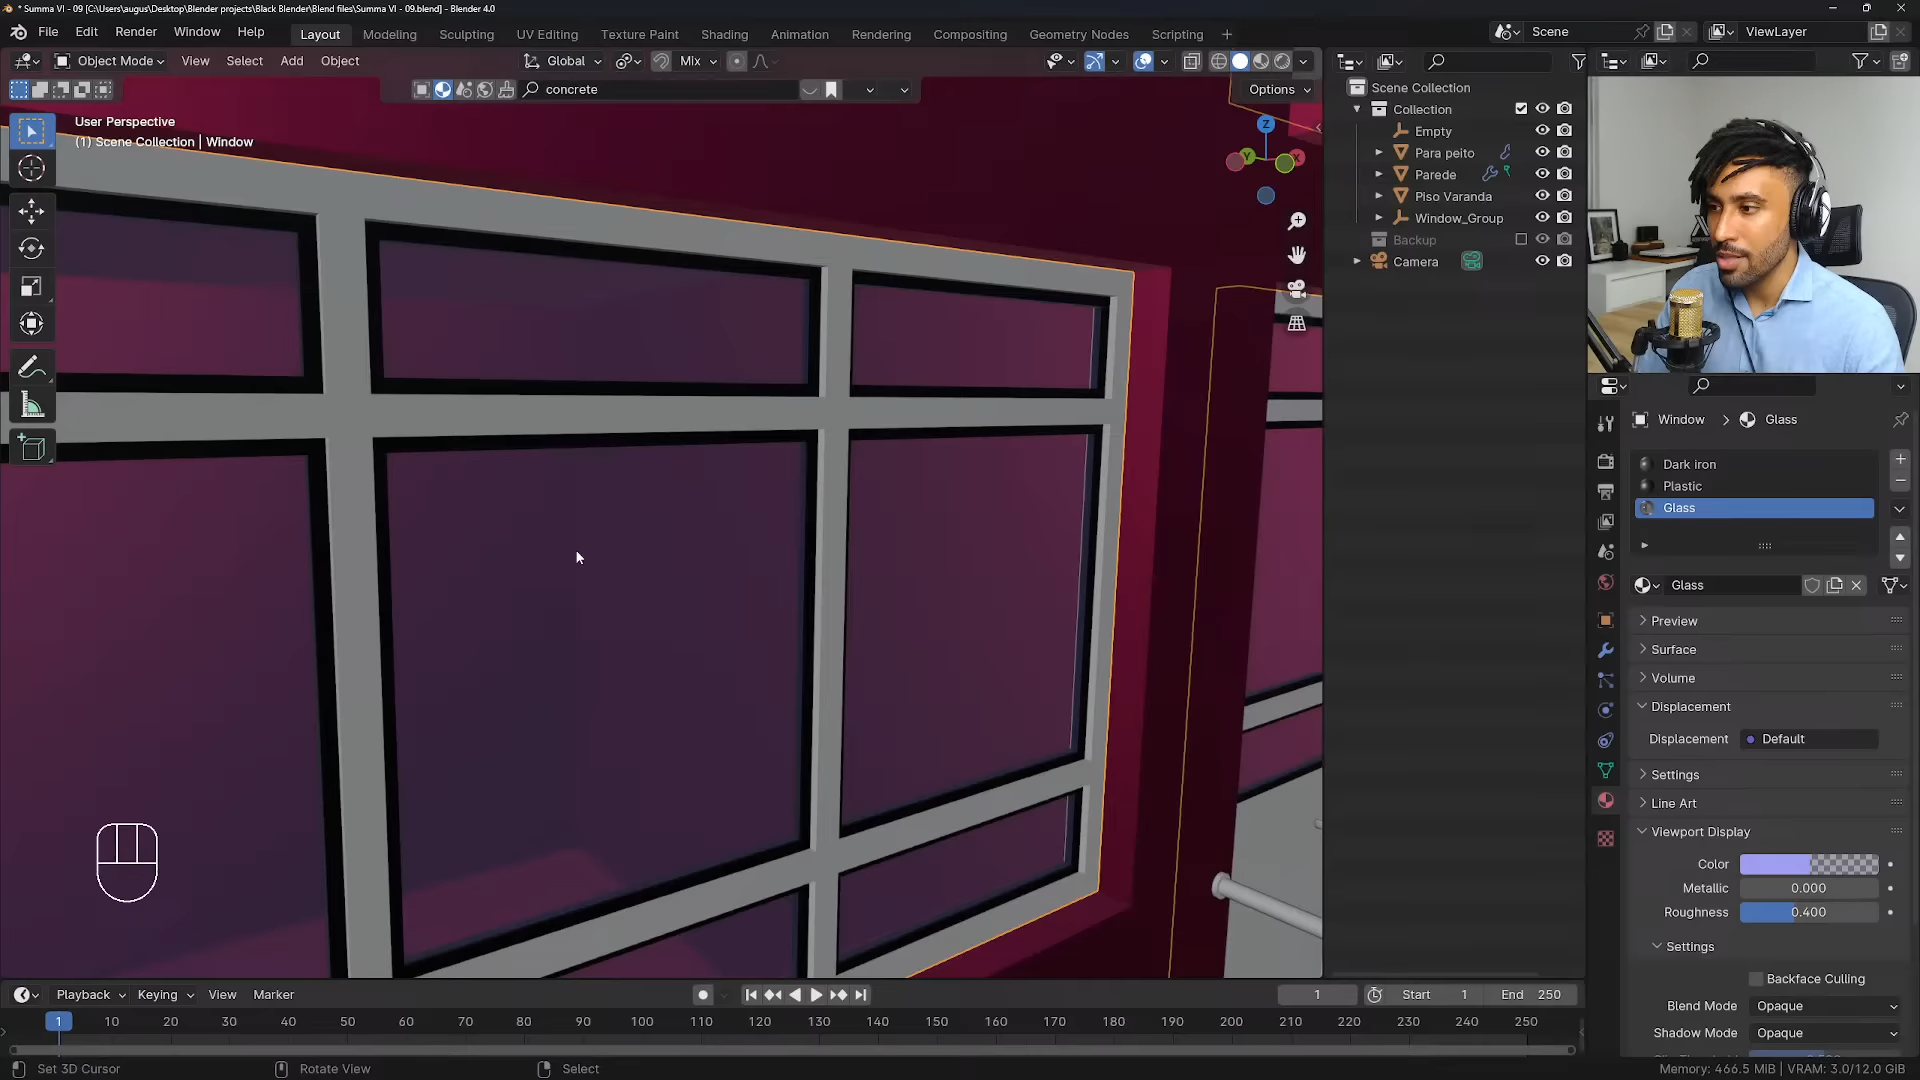 * Summa VI - 09 [C:\Users\augus\Desktop\Blender projects\Black Blender\Blend files\Summa VI - 09.blend] - Blender 4.0
File Edit Render Window Help Layout Modeling Sculpting UV Editing Texture Paint Shading Animation Rendering Compositing Geometry Nodes Scripting + Scene ViewLayer
Object Mode View Select Add Object Global Mix
concrete Options
User Perspective
(1) Scene Collection | Window
Z
Y
X
Scene Collection
Collection
Empty
Para peito
Parede
Piso Varanda
Window_Group
Backup
Camera
Window > Glass
Dark iron
Plastic
Glass
Glass
Preview
Surface
Volume
Displacement
Displacement Default
Settings
Line Art
Viewport Display
Color
Metallic 0.000
Roughness 0.400
Settings
Backface Culling
Blend Mode Opaque
Shadow Mode Opaque
Playback Keying View Marker 1 Start 1 End 250
1 10 20 30 40 50 60 70 80 90 100 110 120 130 140 150 160 170 180 190 200 210 220 230 240 250
Set 3D Cursor Rotate View Select Memory: 466.5 MiB | VRAM: 3.0/12.0 GiB